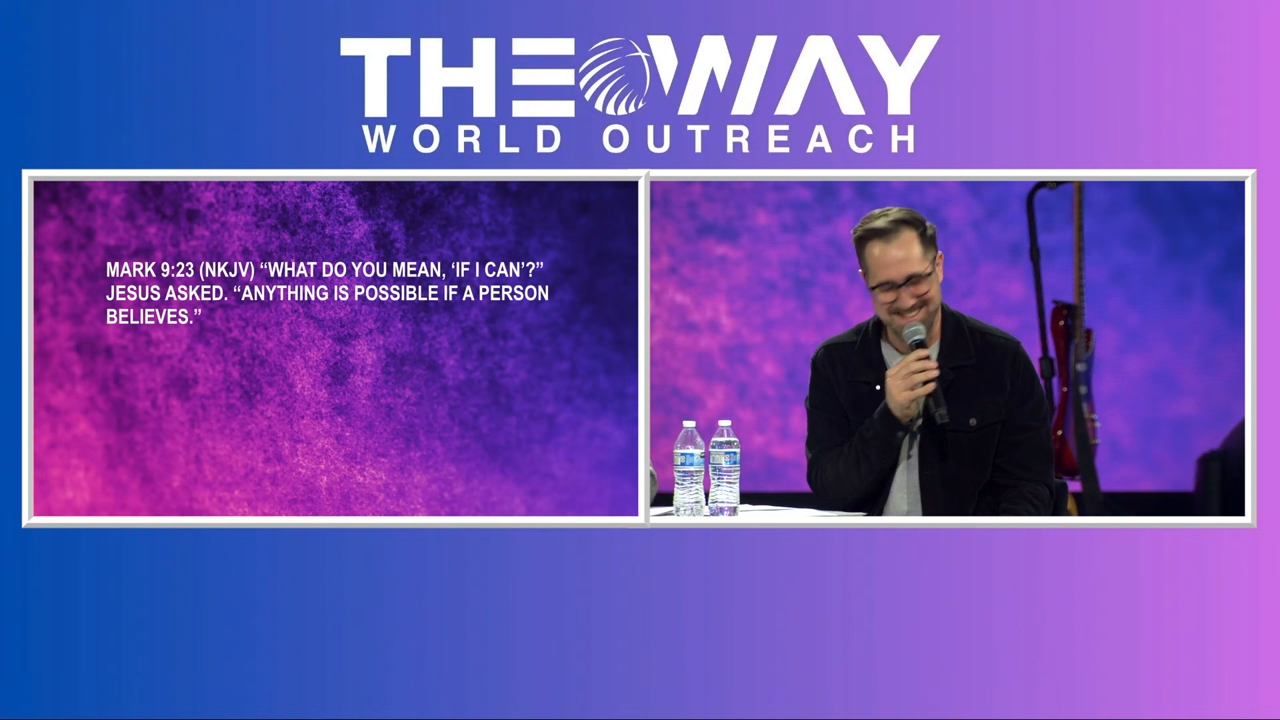 THE WAY
WORLD OUTREACH
MARK 9:23 (NKJV) “WHAT DO YOU MEAN, ‘IF I CAN’?”
JESUS ASKED. “ANYTHING IS POSSIBLE IF A PERSON
BELIEVES.”